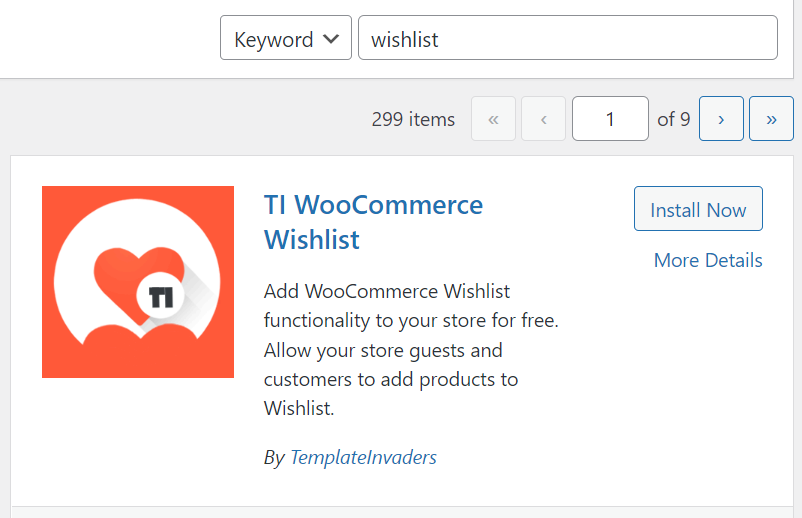 Keyword wishlist
299 items « ‹ 1 of 9 › »
TI WooCommerce
Wishlist
Install Now
More Details
TI
Add WooCommerce Wishlist
functionality to your store for free.
Allow your store guests and
customers to add products to
Wishlist.
By TemplateInvaders